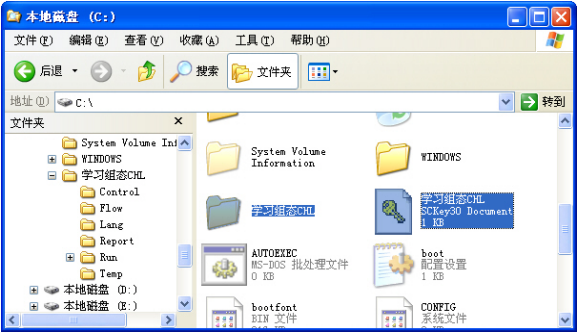 本地磁盘 (C:)
文件(F) 编辑(E) 查看(V) 收藏(A) 工具(T) 帮助(H)
后退 搜索 文件夹
地址(D) C:\ 转到
文件夹
System Volume Inf
WINDOWS
学习组态CHL
Control
Flow
Lang
Report
Run
Temp
本地磁盘 (D:)
本地磁盘 (E:)
System Volume
Information
WINDOWS
学习组态CHL
学习组态CHL
SCKey30 Document
1 KB
AUTOEXEC
MS-DOS 批处理文件
0 KB
boot
配置设置
1 KB
bootfont
BIN 文件
CONFIG
系统文件